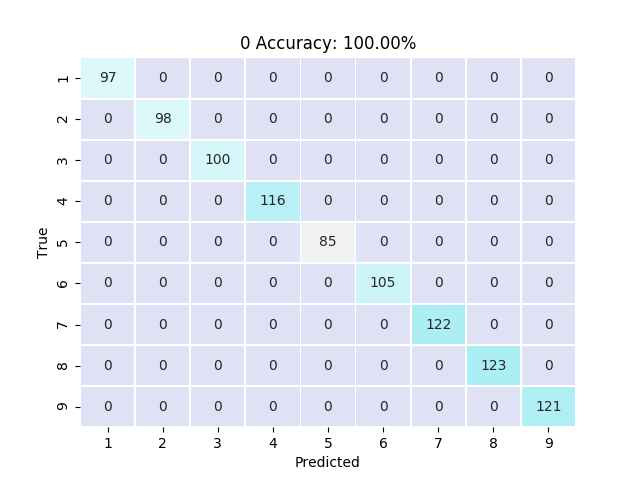 0 Accuracy: 100.00%
1 97 0 0 0 0 0 0 0 0
2 0 98 0 0 0 0 0 0 0
3 0 0 100 0 0 0 0 0 0
4 0 0 0 116 0 0 0 0 0
5 0 0 0 0 85 0 0 0 0
6 0 0 0 0 0 105 0 0 0
7 0 0 0 0 0 0 122 0 0
8 0 0 0 0 0 0 0 123 0
9 0 0 0 0 0 0 0 0 121
True
1 2 3 4 5 6 7 8 9
Predicted